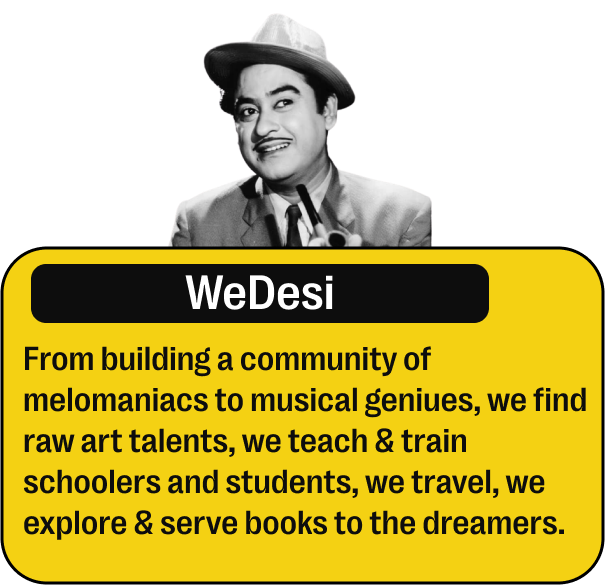 WeDesi
From building a community of
melomaniacs to musical geniues, we find
raw art talents, we teach & train
schoolers and students, we travel, we
explore & serve books to the dreamers.